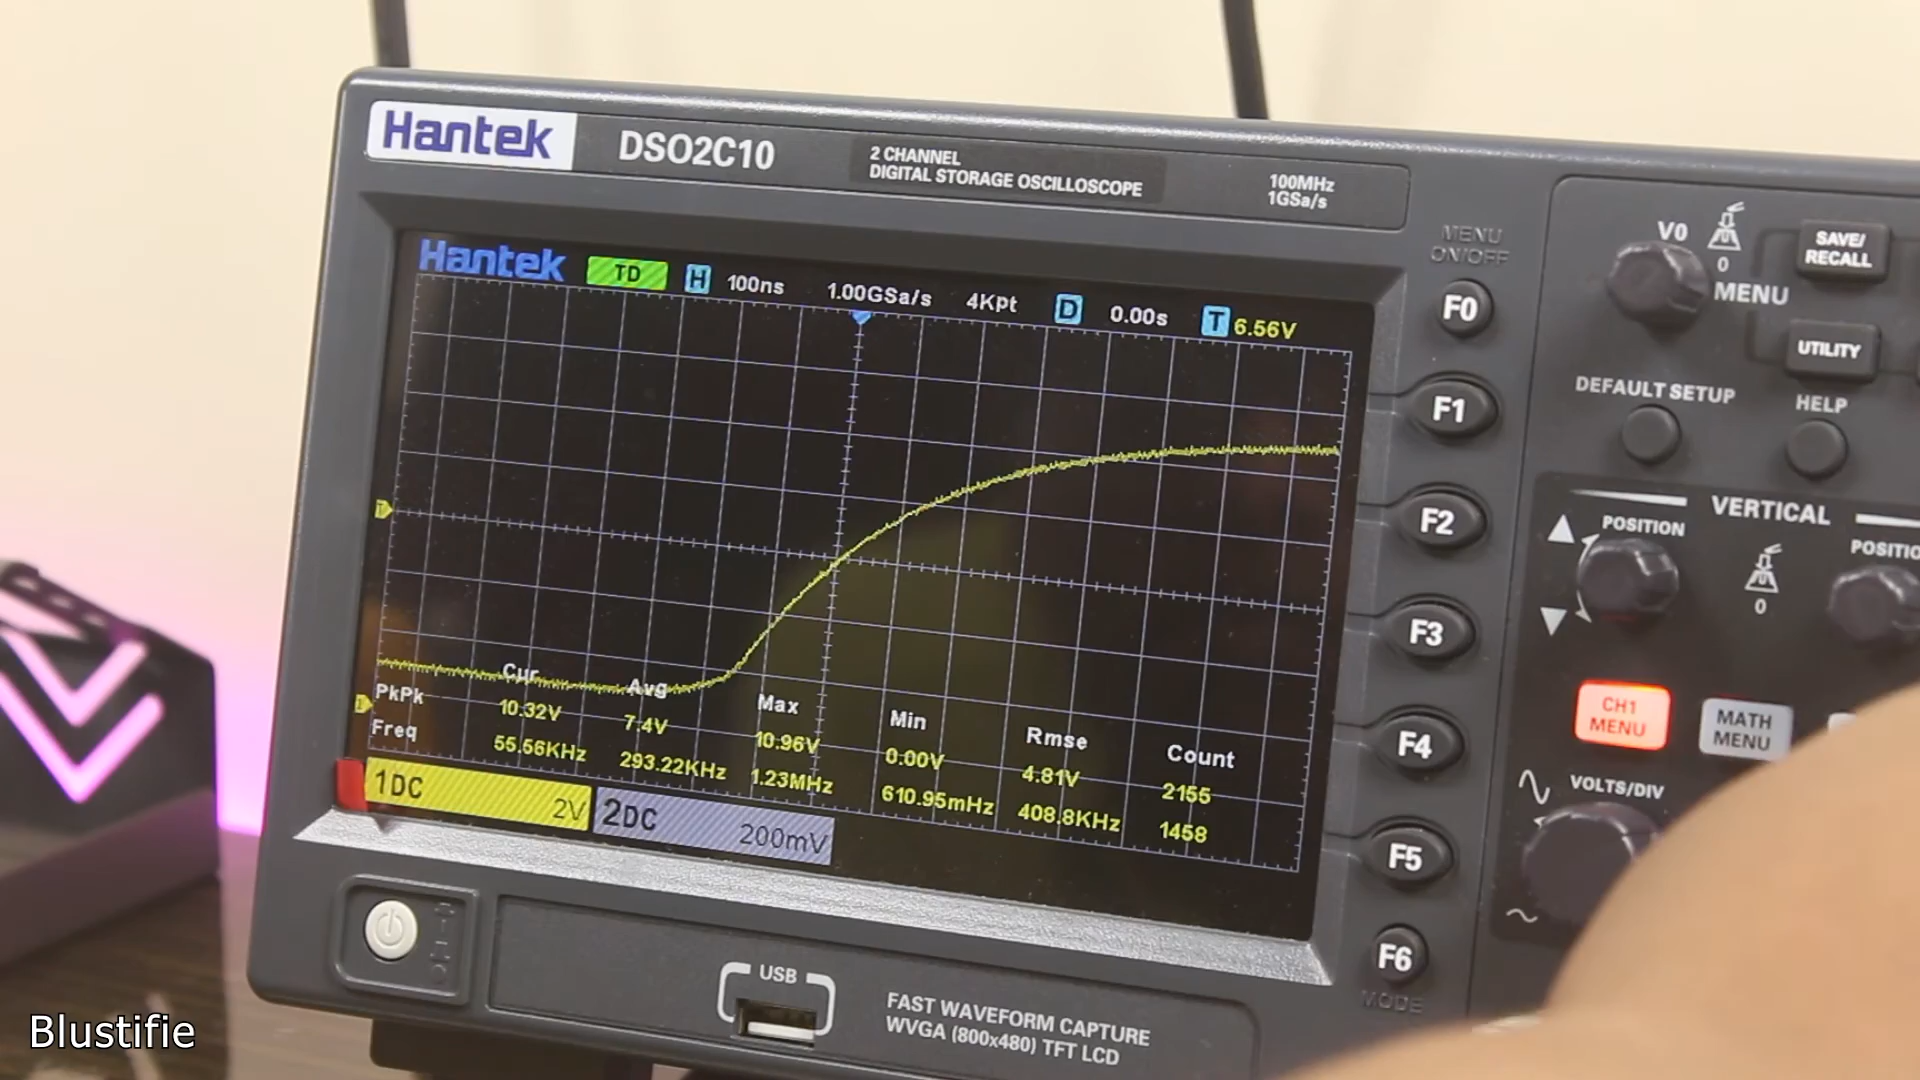 Hantek
DSO2C10
2 CHANNEL
DIGITAL STORAGE OSCILLOSCOPE
100MHz
1GSa/s
Hantek TD H 100ns 1.00GSa/s 4Kpt D 0.00s T 6.56V
Cur Avg Max Min Rmse Count
PkPk 10.32V 7.4V 10.96V 0.00V 4.81V 2155
Freq 55.56KHz 293.22KHz 1.23MHz 610.95mHz 408.8KHz 1458
1DC 2V 2DC 200mV
MENU
ON/OFF
F0
F1
F2
F3
F4
F5
F6
MODE
V0
0
MENU
SAVE/
RECALL
UTILITY
DEFAULT SETUP
HELP
VERTICAL
POSITION
POSITIO
0
CH1
MENU
MATH
MENU
VOLTS/DIV
USB
FAST WAVEFORM CAPTURE
WVGA (800x480) TFT LCD
Blustifie